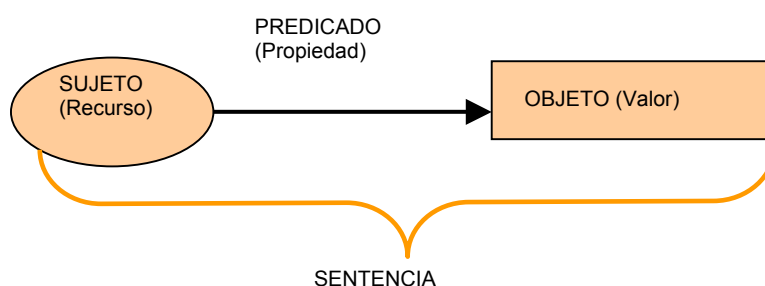 PREDICADO
(Propiedad)
SUJETO
(Recurso)
OBJETO (Valor)
SENTENCIA